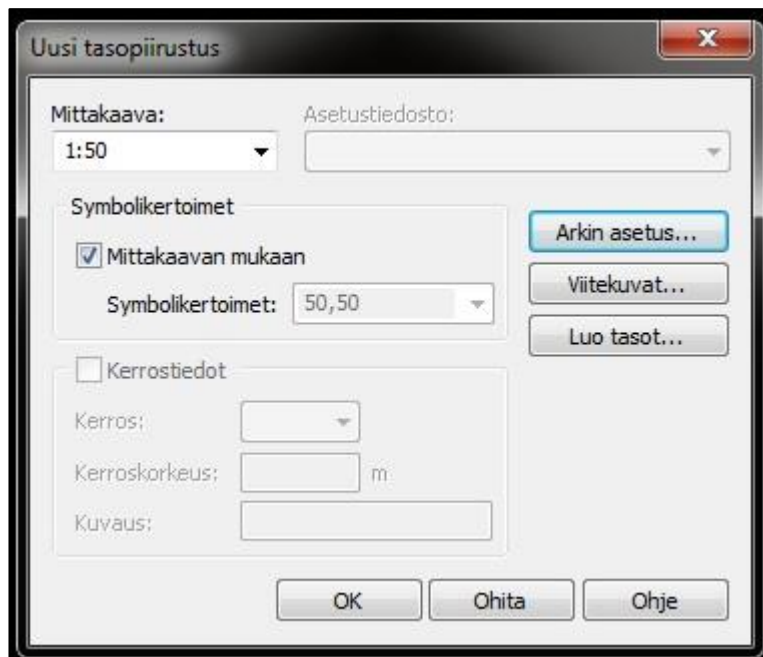 Uusi tasopiirustus
Mittakaava:
Asetustiedosto:
1:50
Symbolikertoimet
Mittakaavan mukaan
Symbolikertoimet: 50,50
Arkin asetus...
Viitekuvat...
Luo tasot...
Kerrostiedot
Kerros:
Kerroskorkeus: m
Kuvaus:
OK Ohita Ohje